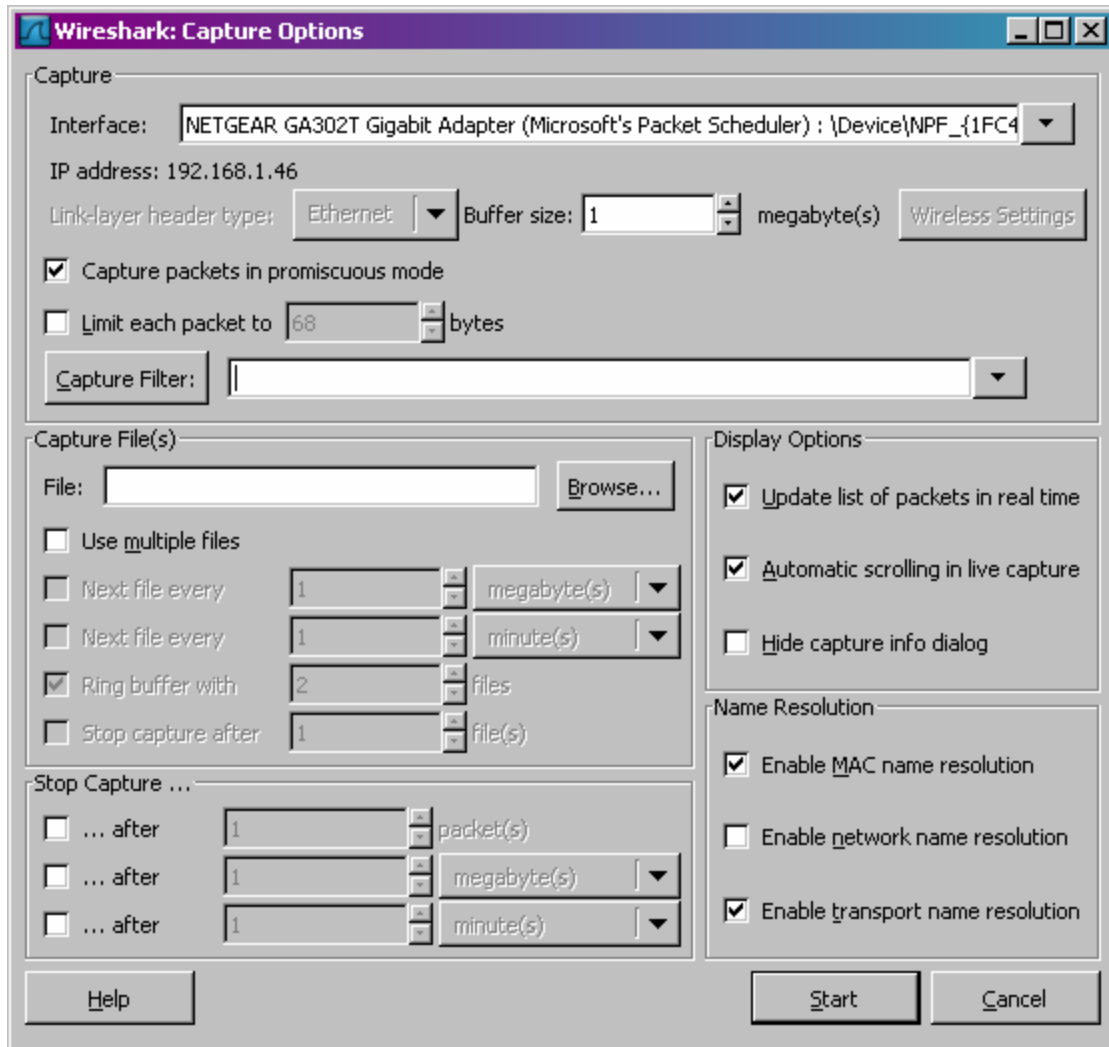 Wireshark: Capture Options
Capture
Interface: NETGEAR GA302T Gigabit Adapter (Microsoft's Packet Scheduler) : \Device\NPF_{1FC4
IP address: 192.168.1.46
Link-layer header type: Ethernet Buffer size: 1 megabyte(s) Wireless Settings
Capture packets in promiscuous mode
Limit each packet to 68 bytes
Capture Filter:
Capture File(s)
File: Browse...
Use multiple files
Next file every 1 megabyte(s)
Next file every 1 minute(s)
Ring buffer with 2 files
Stop capture after 1 file(s)
Stop Capture ...
... after 1 packet(s)
... after 1 megabyte(s)
... after 1 minute(s)
Display Options
Update list of packets in real time
Automatic scrolling in live capture
Hide capture info dialog
Name Resolution
Enable MAC name resolution
Enable network name resolution
Enable transport name resolution
Help Start Cancel